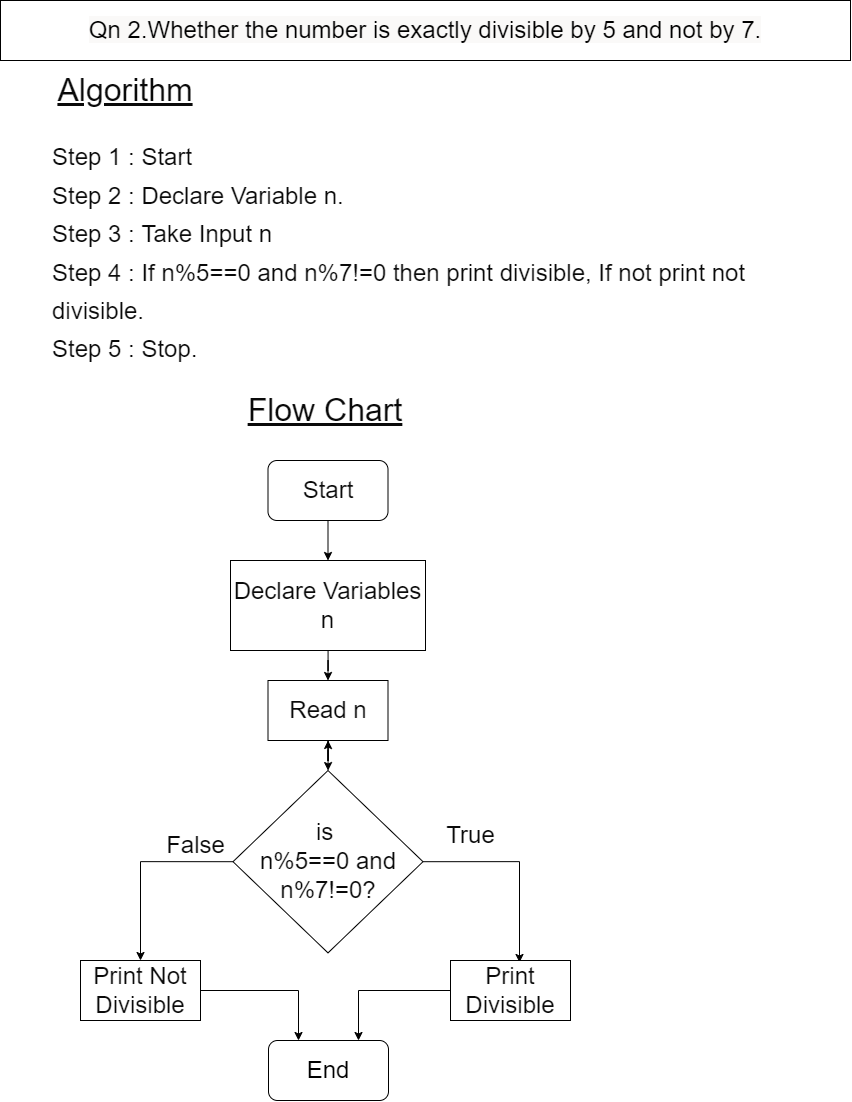 Qn 2.Whether the number is exactly divisible by 5 and not by 7.
Algorithm
Step 1 : Start
Step 2 : Declare Variable n.
Step 3 : Take Input n
Step 4 : If n%5==0 and n%7!=0 then print divisible, If not print not
divisible.
Step 5 : Stop.
Flow Chart
Start
Declare Variables
n
Read n
is
n%5==0 and
n%7!=0?
False
True
Print Not
Divisible
Print
Divisible
End